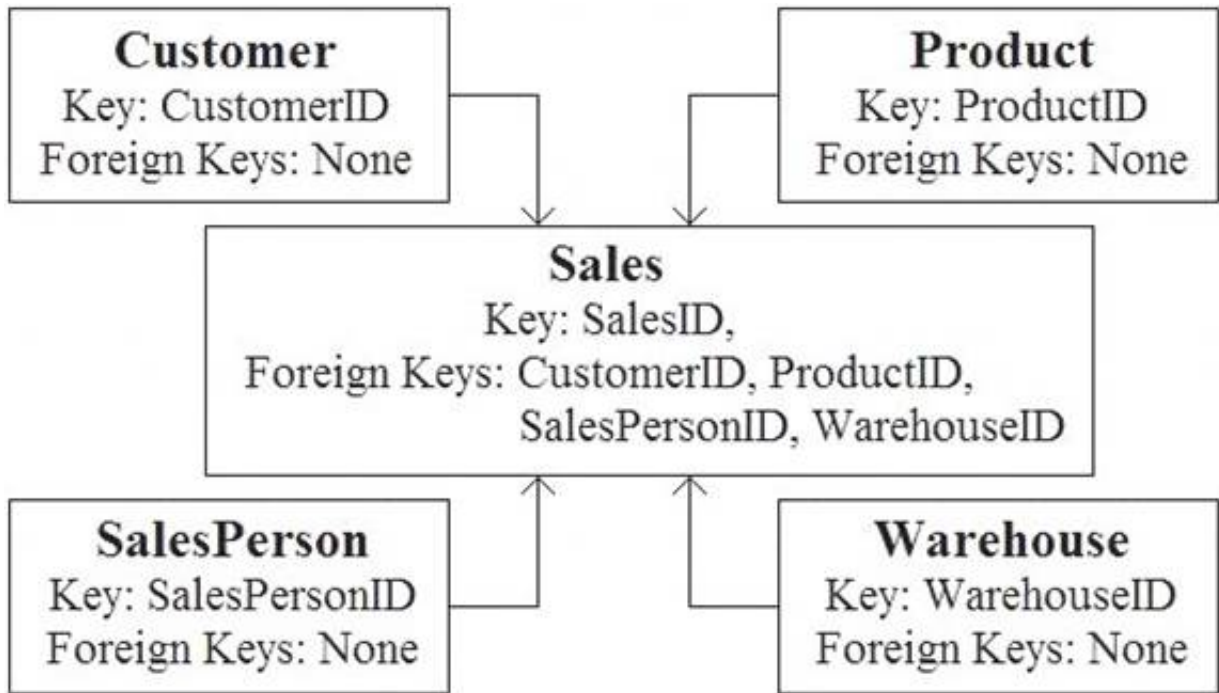 Customer
Key: CustomerID
Foreign Keys: None
Product
Key: ProductID
Foreign Keys: None
Sales
Key: SalesID,
Foreign Keys: CustomerID, ProductID,
SalesPersonID, WarehouseID
SalesPerson
Key: SalesPersonID
Foreign Keys: None
Warehouse
Key: WarehouseID
Foreign Keys: None